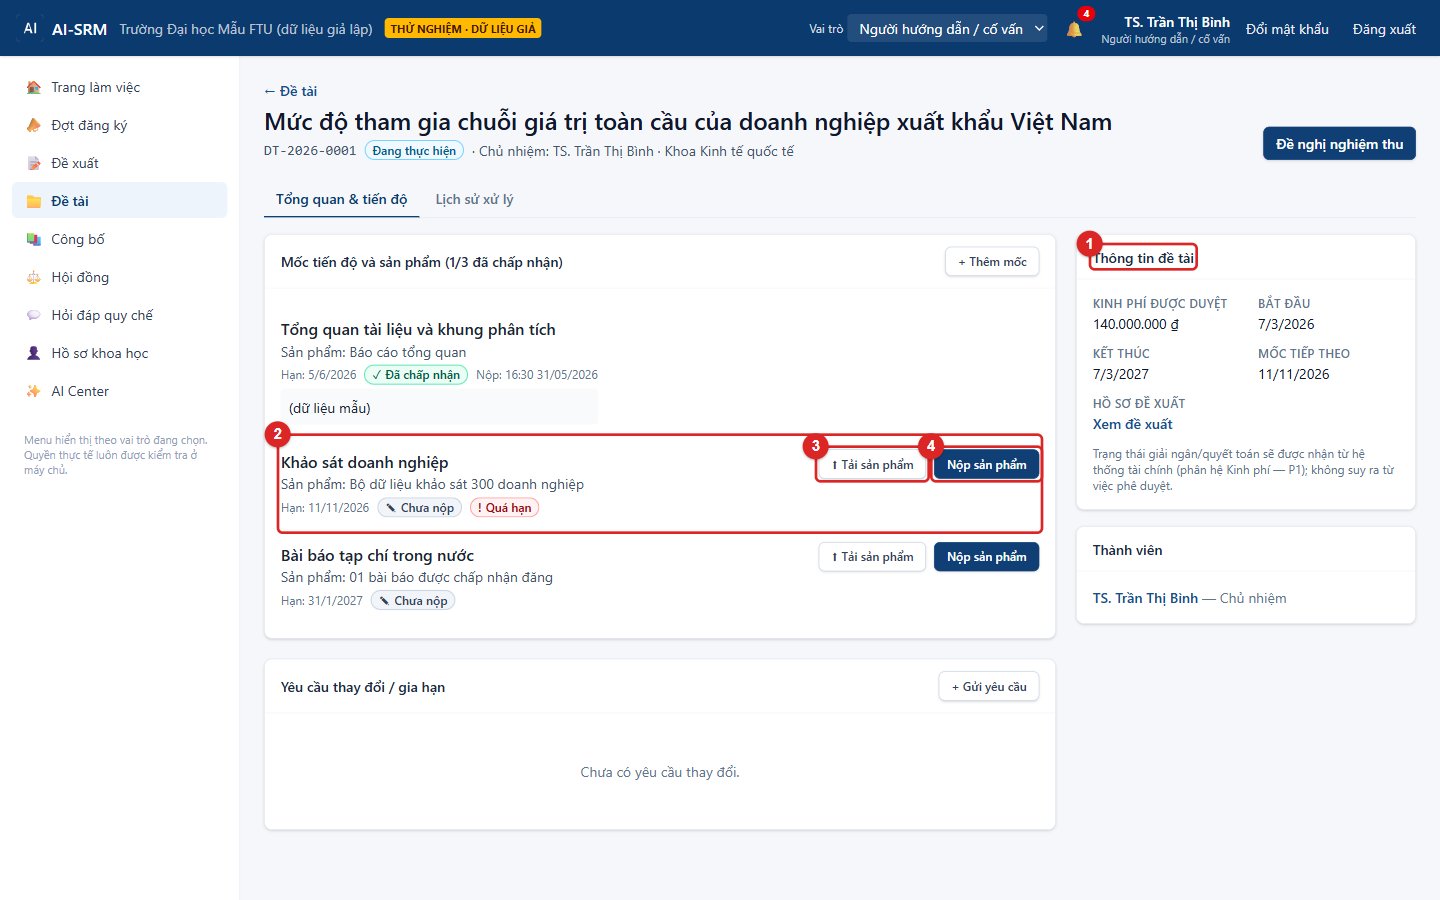 AI AI-SRM Trường Đại học Mẫu FTU (dữ liệu giả lập) THỬ NGHIỆM · DỮ LIỆU GIẢ
Vai trò Người hướng dẫn / cố vấn
4
TS. Trần Thị Bình
Người hướng dẫn / cố vấn
Đổi mật khẩu
Đăng xuất
Trang làm việc
Đợt đăng ký
Đề xuất
Đề tài
Công bố
Hội đồng
Hỏi đáp quy chế
Hồ sơ khoa học
AI Center
Menu hiển thị theo vai trò đang chọn.
Quyền thực tế luôn được kiểm tra ở
máy chủ.
← Đề tài
Mức độ tham gia chuỗi giá trị toàn cầu của doanh nghiệp xuất khẩu Việt Nam
DT-2026-0001 Đang thực hiện · Chủ nhiệm: TS. Trần Thị Bình · Khoa Kinh tế quốc tế
Đề nghị nghiệm thu
Tổng quan & tiến độ
Lịch sử xử lý
Mốc tiến độ và sản phẩm (1/3 đã chấp nhận)
+ Thêm mốc
Tổng quan tài liệu và khung phân tích
Sản phẩm: Báo cáo tổng quan
Hạn: 5/6/2026 ✓ Đã chấp nhận Nộp: 16:30 31/05/2026
(dữ liệu mẫu)
2
Khảo sát doanh nghiệp
Sản phẩm: Bộ dữ liệu khảo sát 300 doanh nghiệp
Hạn: 11/11/2026 Chưa nộp ! Quá hạn
3
⭱ Tải sản phẩm
4
Nộp sản phẩm
Bài báo tạp chí trong nước
Sản phẩm: 01 bài báo được chấp nhận đăng
Hạn: 31/1/2027 Chưa nộp
⭱ Tải sản phẩm
Nộp sản phẩm
Yêu cầu thay đổi / gia hạn
+ Gửi yêu cầu
Chưa có yêu cầu thay đổi.
1
Thông tin đề tài
KINH PHÍ ĐƯỢC DUYỆT
140.000.000 ₫
BẮT ĐẦU
7/3/2026
KẾT THÚC
7/3/2027
MỐC TIẾP THEO
11/11/2026
HỒ SƠ ĐỀ XUẤT
Xem đề xuất
Trạng thái giải ngân/quyết toán sẽ được nhận từ hệ
thống tài chính (phân hệ Kinh phí — P1); không suy ra từ
việc phê duyệt.
Thành viên
TS. Trần Thị Bình — Chủ nhiệm